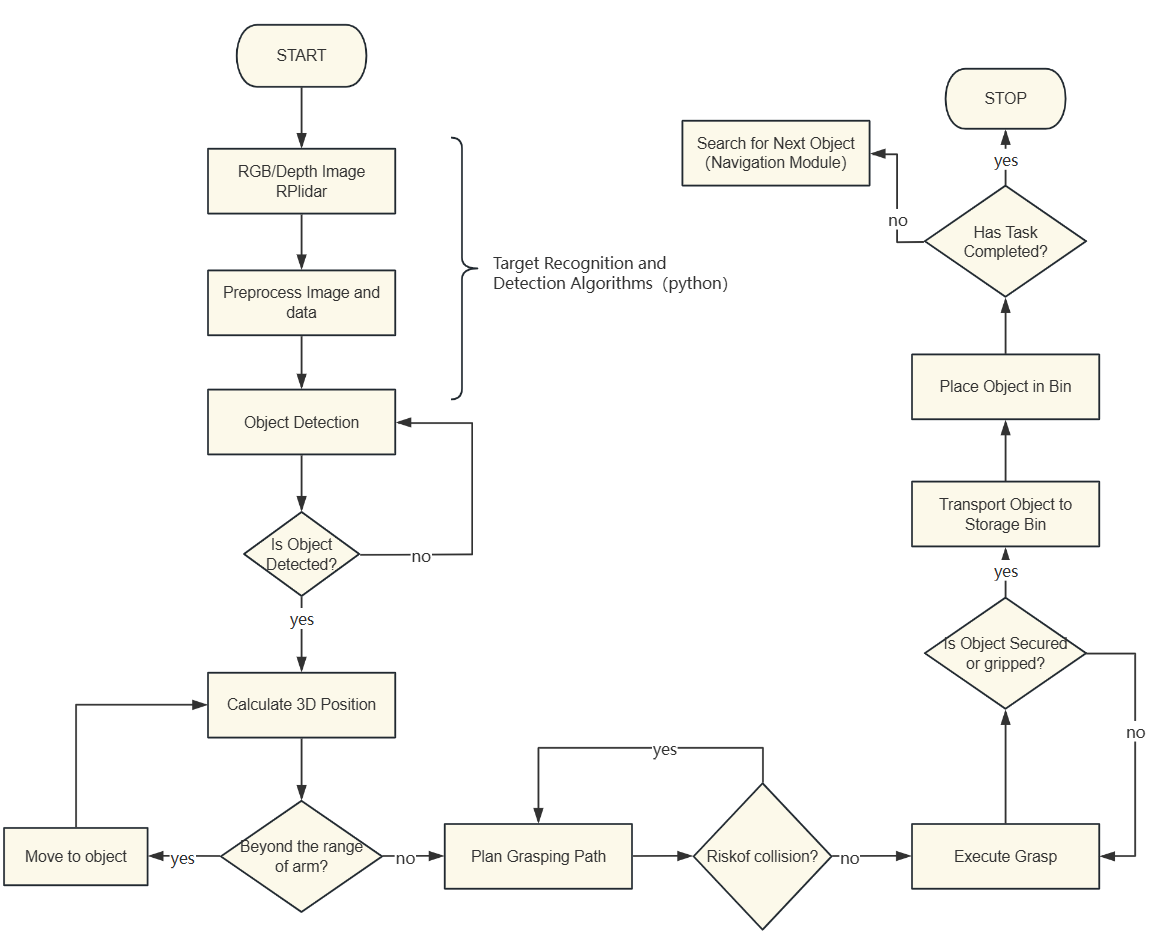 START
RGB/Depth Image
RPlidar
Preprocess Image and
data
Target Recognition and
Detection Algorithms（python）
Object Detection
Is Object
Detected?
no
yes
Calculate 3D Position
Beyond the range
of arm?
yes
Move to object
no
Plan Grasping Path
yes
Riskof collision?
no
Execute Grasp
Is Object Secured
or gripped?
no
yes
Transport Object to
Storage Bin
Place Object in Bin
Has Task
Completed?
no
Search for Next Object
(Navigation Module)
yes
STOP